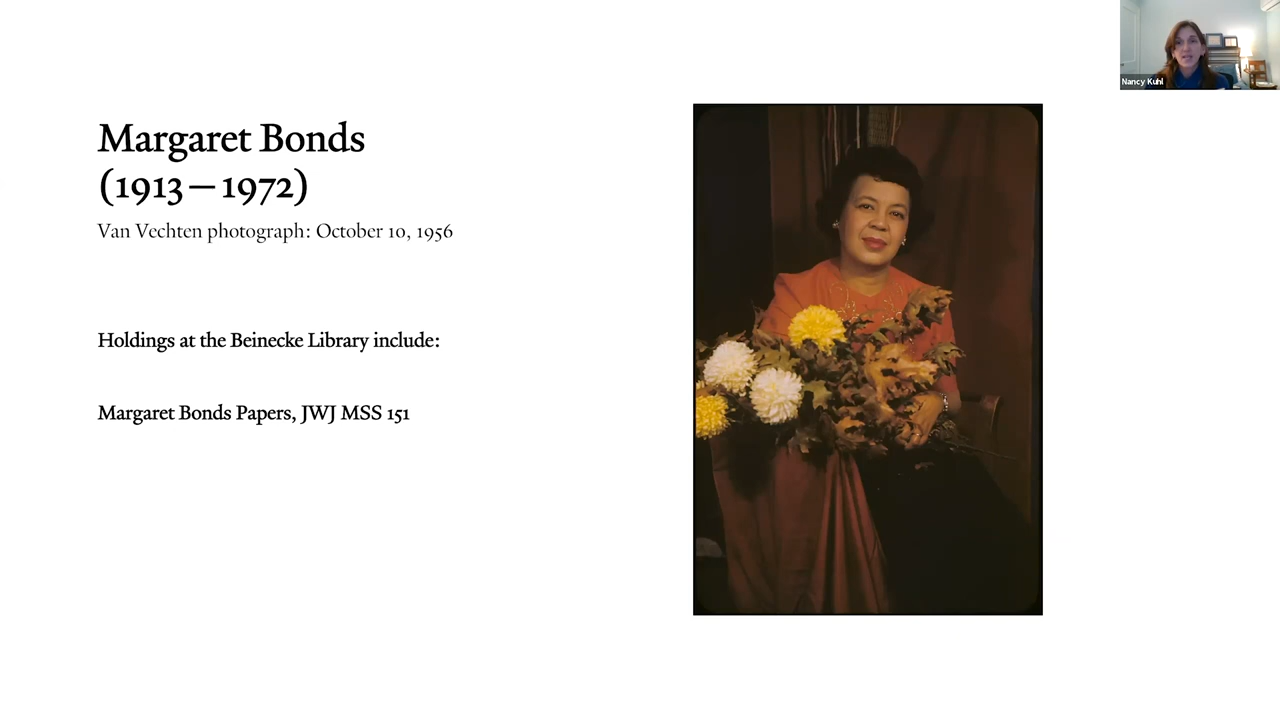 Margaret Bonds
(1913–1972)
Van Vechten photograph: October 10, 1956
Holdings at the Beinecke Library include:
Margaret Bonds Papers, JWJ MSS 151
Nancy Kuhl